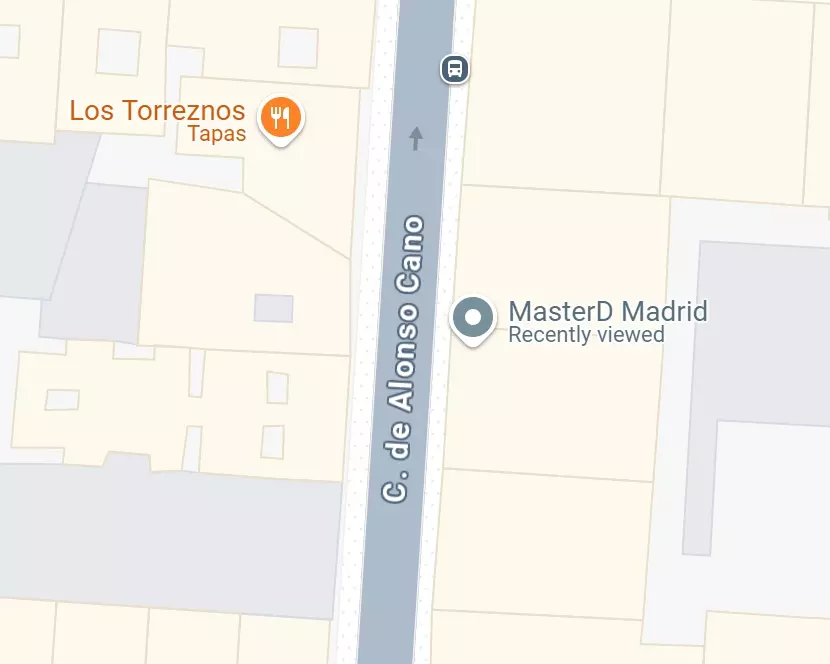 Los Torreznos
Tapas
C. de Alonso Cano
MasterD Madrid
Recently viewed